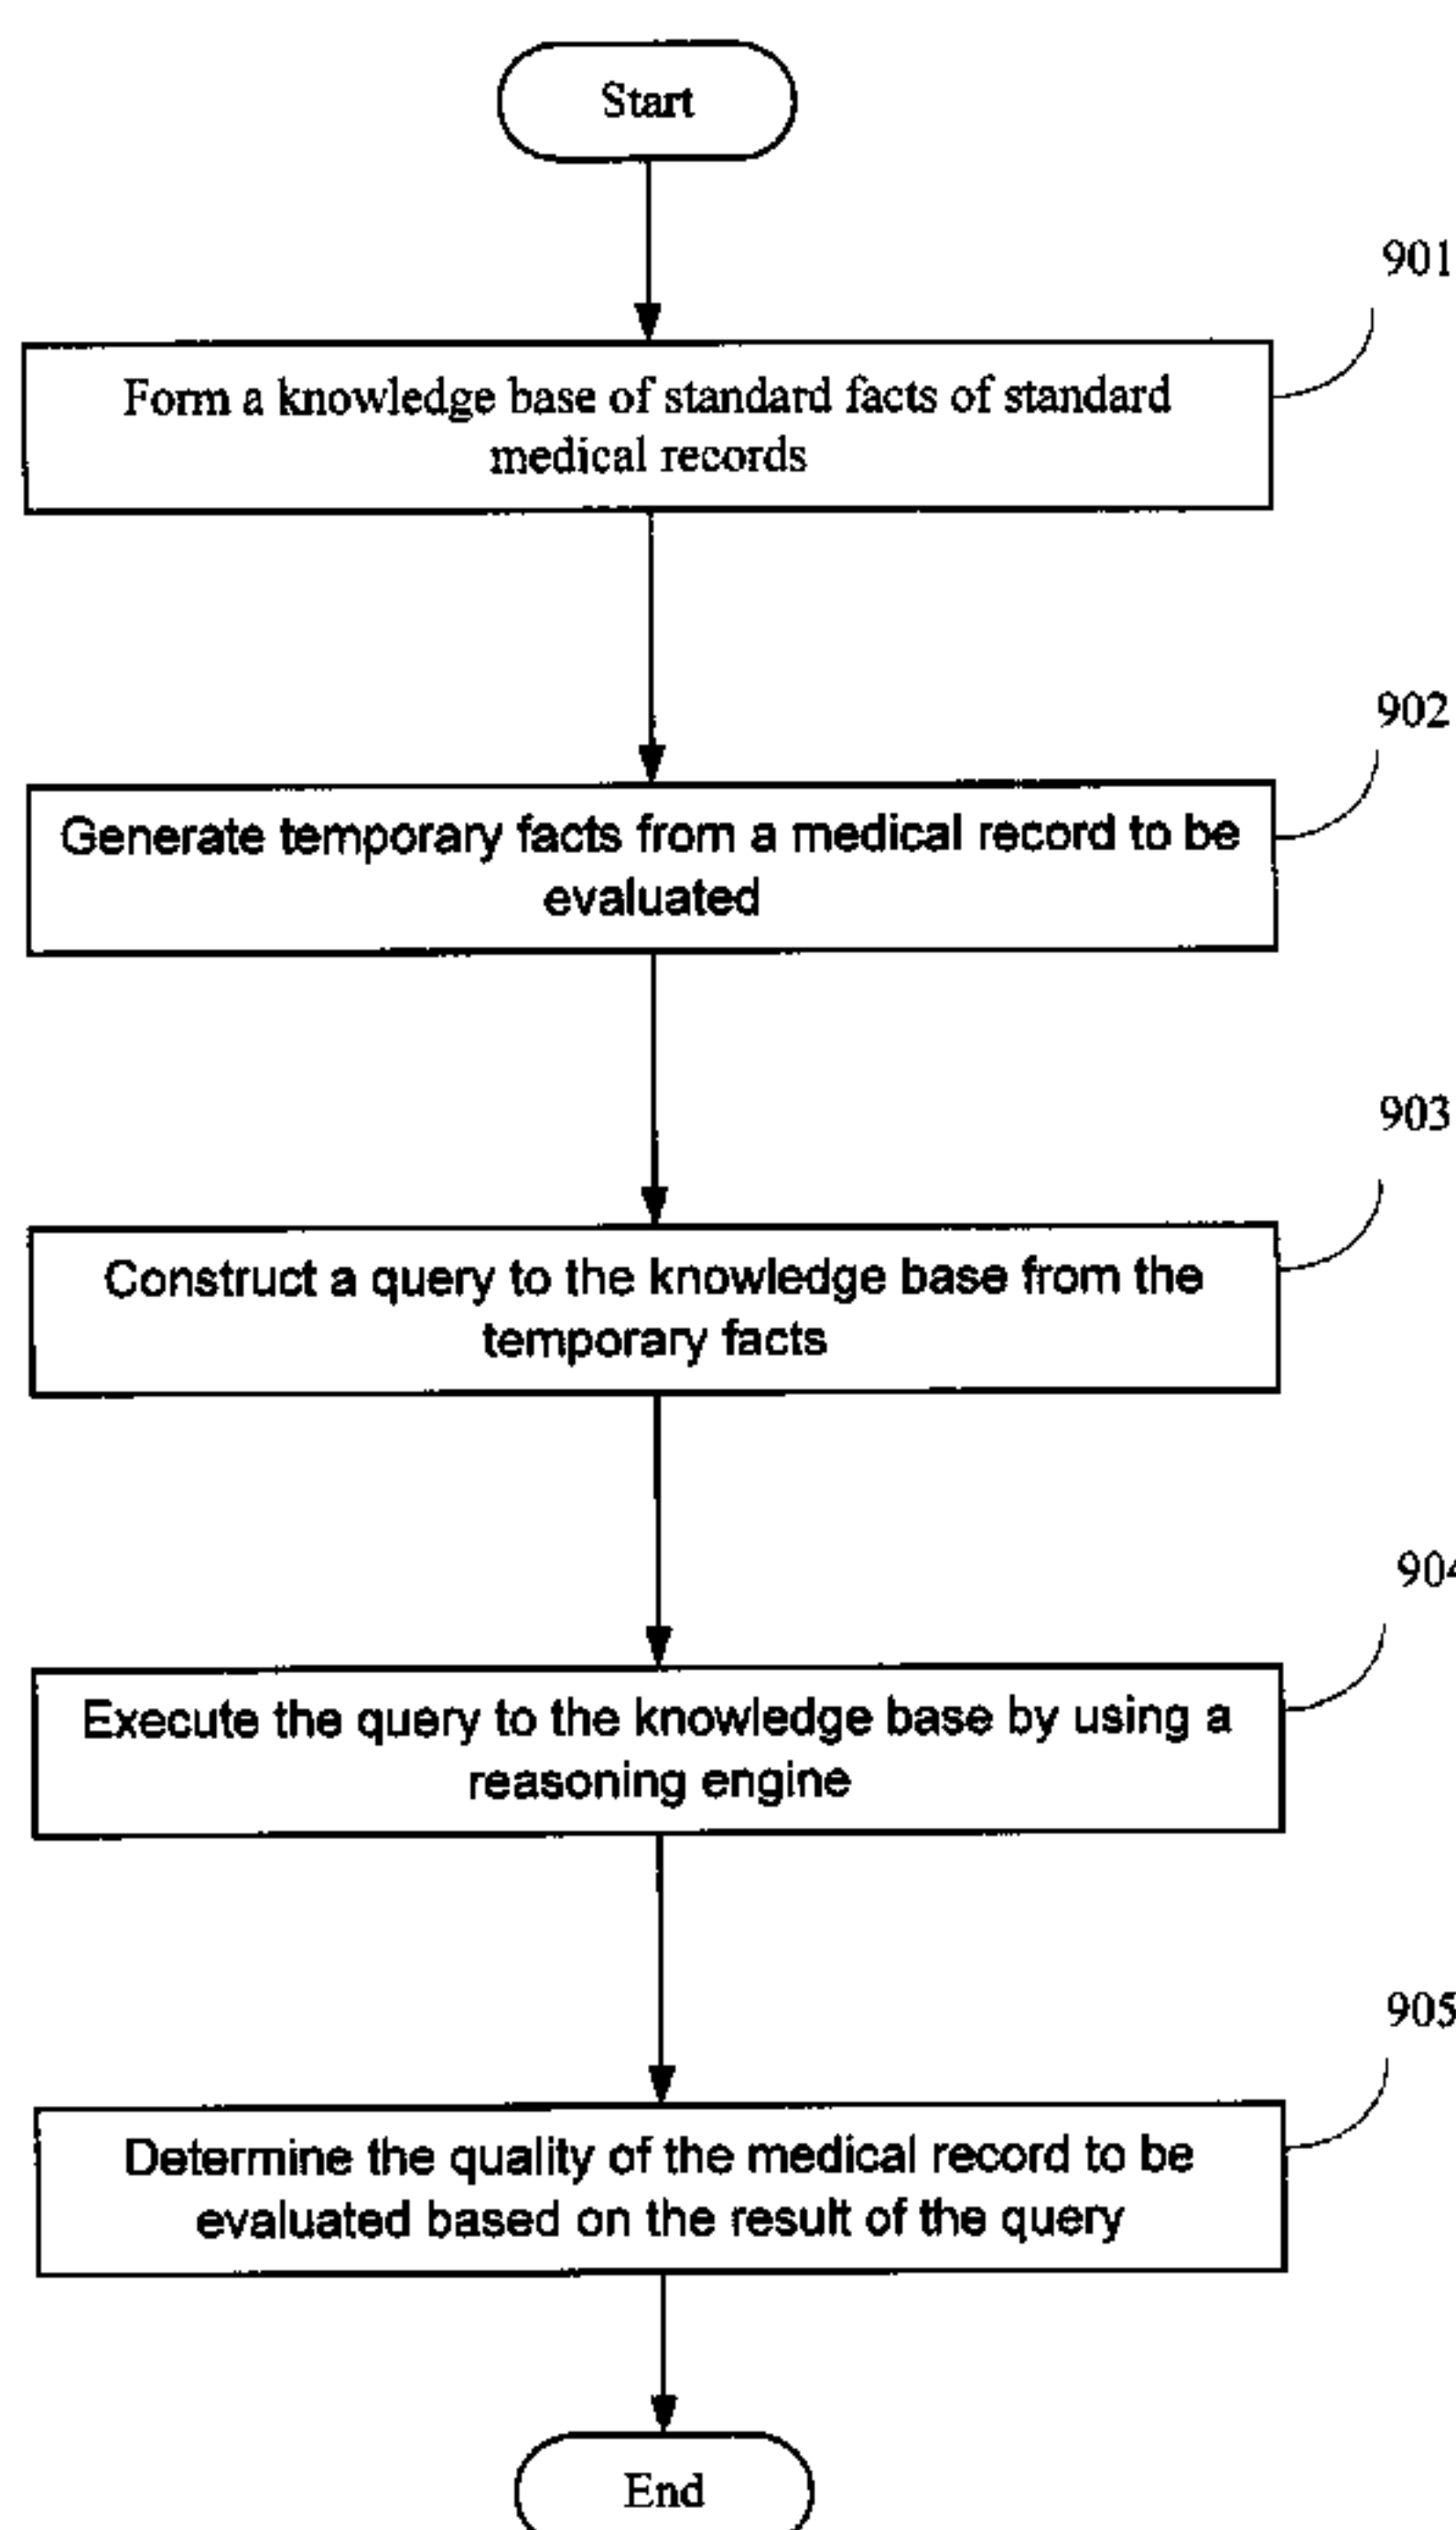 Start
901
Form a knowledge base of standard facts of standard
medical records
902
Generate temporary facts from a medical record to be
evaluated
903
Construct a query to the knowledge base from the
temporary facts
904
Execute the query to the knowledge base by using a
reasoning engine
905
Determine the quality of the medical record to be
evaluated based on the result of the query
End